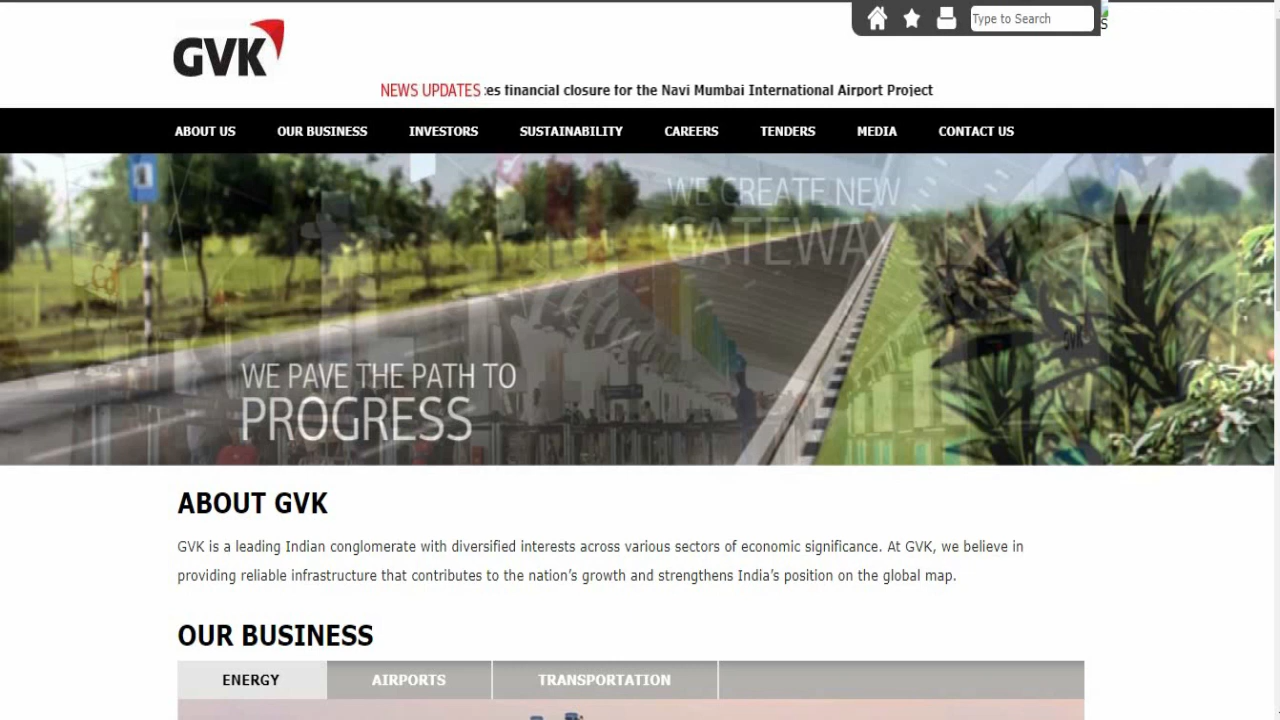 Type to Search
S
GVK
NEWS UPDATES :es financial closure for the Navi Mumbai International Airport Project
ABOUT US OUR BUSINESS INVESTORS SUSTAINABILITY CAREERS TENDERS MEDIA CONTACT US
WE CREATE NEW
GATEWAYS
WE PAVE THE PATH TO
PROGRESS
ABOUT GVK
GVK is a leading Indian conglomerate with diversified interests across various sectors of economic significance. At GVK, we believe in
providing reliable infrastructure that contributes to the nation’s growth and strengthens India’s position on the global map.
OUR BUSINESS
ENERGY AIRPORTS TRANSPORTATION